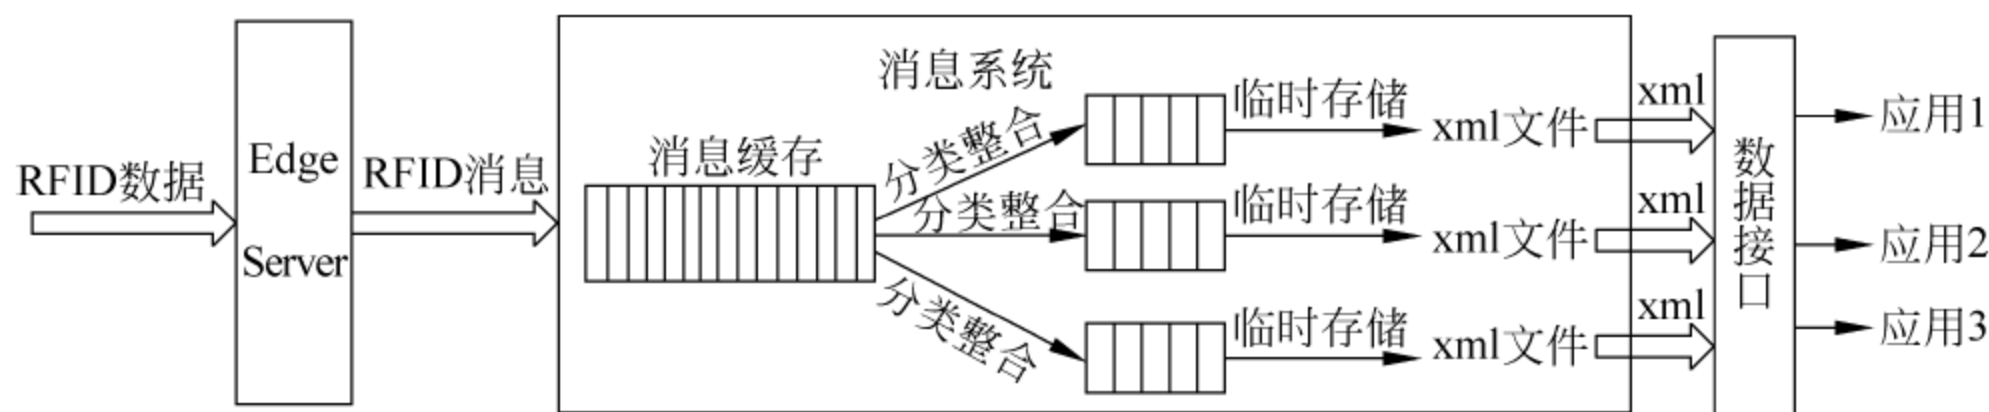 RFID数据
Edge
Server
RFID消息
消息系统
消息缓存
分类整合
分类整合
分类整合
临时存储
xml文件
xml
临时存储
xml文件
xml
临时存储
xml文件
xml
数据接口
应用1
应用2
应用3